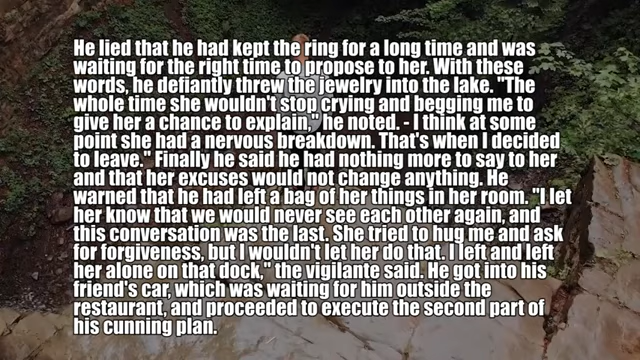 He lied that he had kept the ring for a long time and was
waiting for the right time to propose to her. With these
words, he defiantly threw the jewelry into the lake. "The
whole time she wouldn't stop crying and begging me to
give her a chance to explain," he noted. - I think at some
point she had a nervous breakdown. That's when I decided
to leave." Finally he said he had nothing more to say to her
and that her excuses would not change anything. He
warned that he had left a bag of her things in her room. "I let
her know that we would never see each other again, and
this conversation was the last. She tried to hug me and ask
for forgiveness, but I wouldn't let her do that. I left and left
her alone on that dock," the vigilante said. He got into his
friend's car, which was waiting for him outside the
restaurant, and proceeded to execute the second part of
his cunning plan.